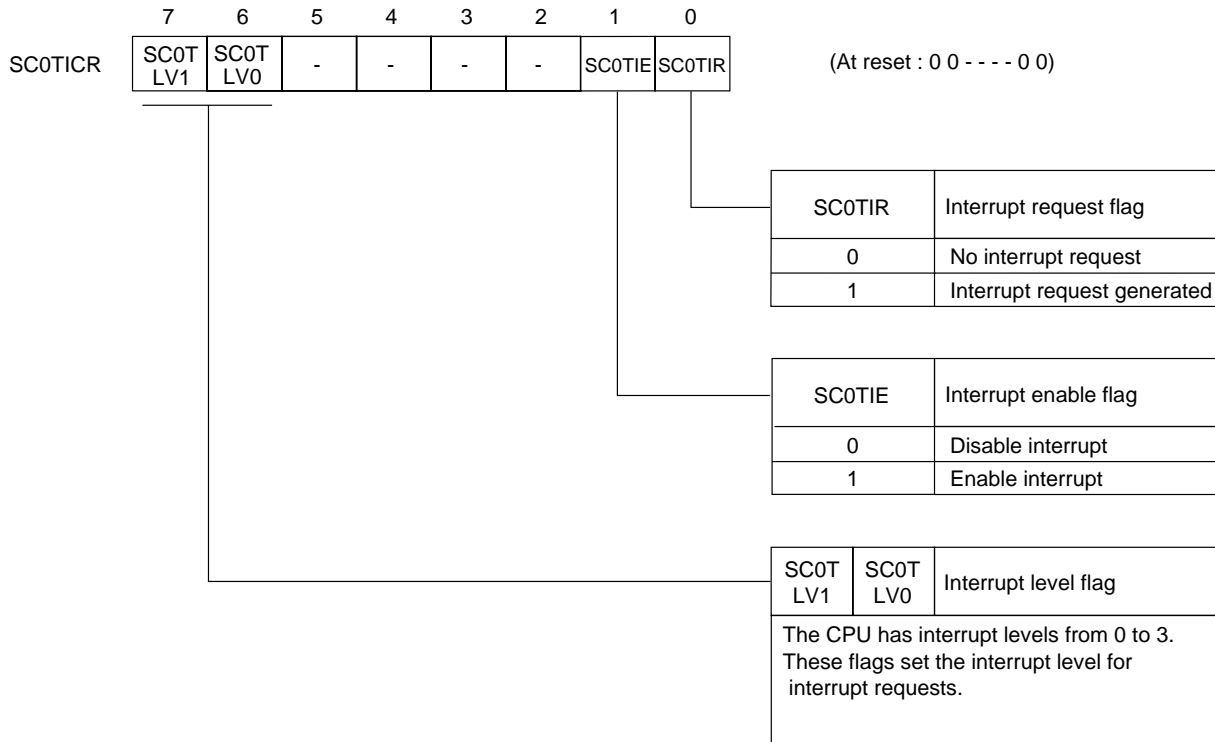 7 6 5 4 3 2 1 0
SC0TICR SC0T LV1 SC0T LV0 - - - - SC0TIE SC0TIR (At reset : 0 0 - - - - 0 0)
SC0TIR Interrupt request flag
0 No interrupt request
1 Interrupt request generated
SC0TIE Interrupt enable flag
0 Disable interrupt
1 Enable interrupt
SC0T LV1 SC0T LV0 Interrupt level flag
The CPU has interrupt levels from 0 to 3.
These flags set the interrupt level for
interrupt requests.